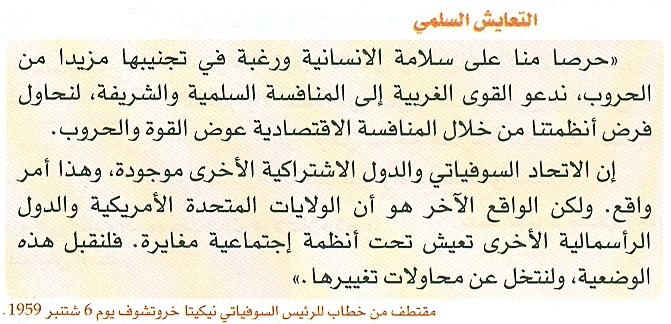 التعايش السلمي
«حرصا منا على سلامة الانسانية ورغبة في تجنيبها مزيدا من
الحروب، ندعو القوى الغربية إلى المنافسة السلمية والشريفة، لنحاول
فرض أنظمتنا من خلال المنافسة الاقتصادية عوض القوة والحروب.
إن الاتحاد السوفياتي والدول الاشتراكية الأخرى موجودة، وهذا أمر
واقع. ولكن الواقع الآخر هو أن الولايات المتحدة الأمريكية والدول
الرأسمالية الأخرى تعيش تحت أنظمة إجتماعية مغايرة. فلنقبل هذه
الوضعية، ولنتخل عن محاولات تغييرها.»
مقتطف من خطاب للرئيس السوفياتي نيكيتا خروتشوف يوم 6 شتنبر 1959.